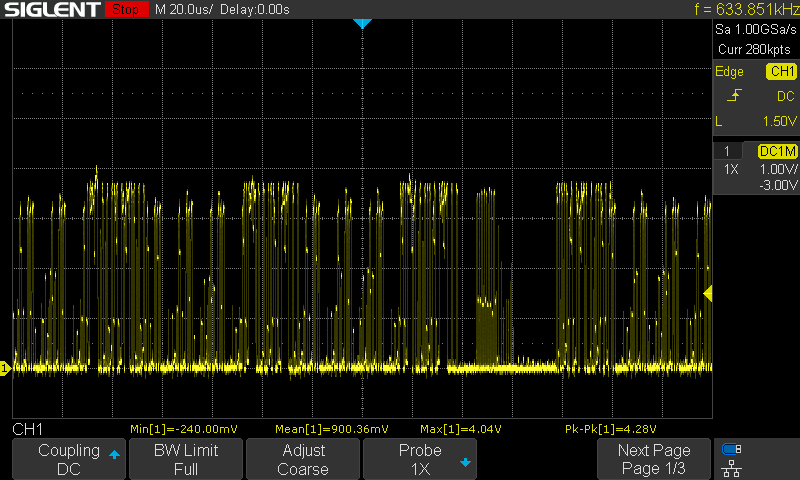 SIGLENT Stop M 20.0us/ Delay:0.00s f = 633.851kHz
Sa 1.00GSa/s
Curr 280kpts
Edge CH1
DC
L 1.50V
1 DC1M
1X 1.00V/
-3.00V
1
CH1 Min[1]=-240.00mV Mean[1]=900.36mV Max[1]=4.04V Pk-Pk[1]=4.28V
Coupling BW Limit Adjust Probe Next Page
DC Full Coarse 1X Page 1/3